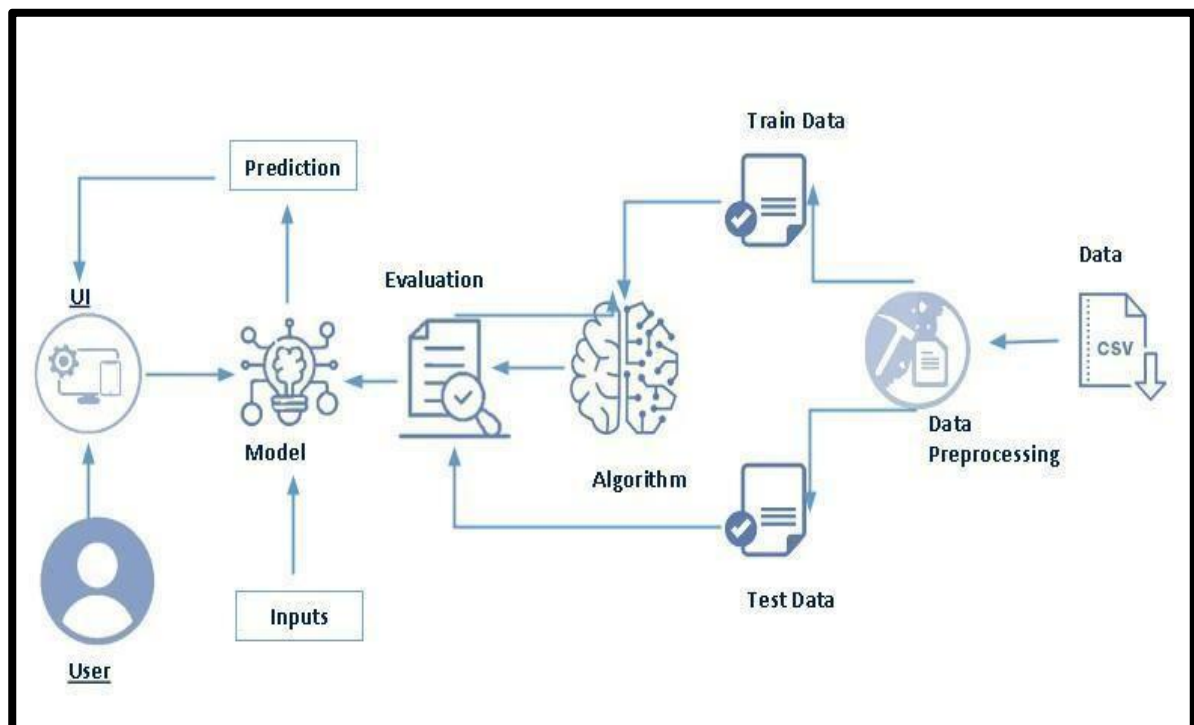 Train Data
Prediction
Data
Evaluation
UI
CSV
Data
Preprocessing
Model
Algorithm
Inputs
Test Data
User